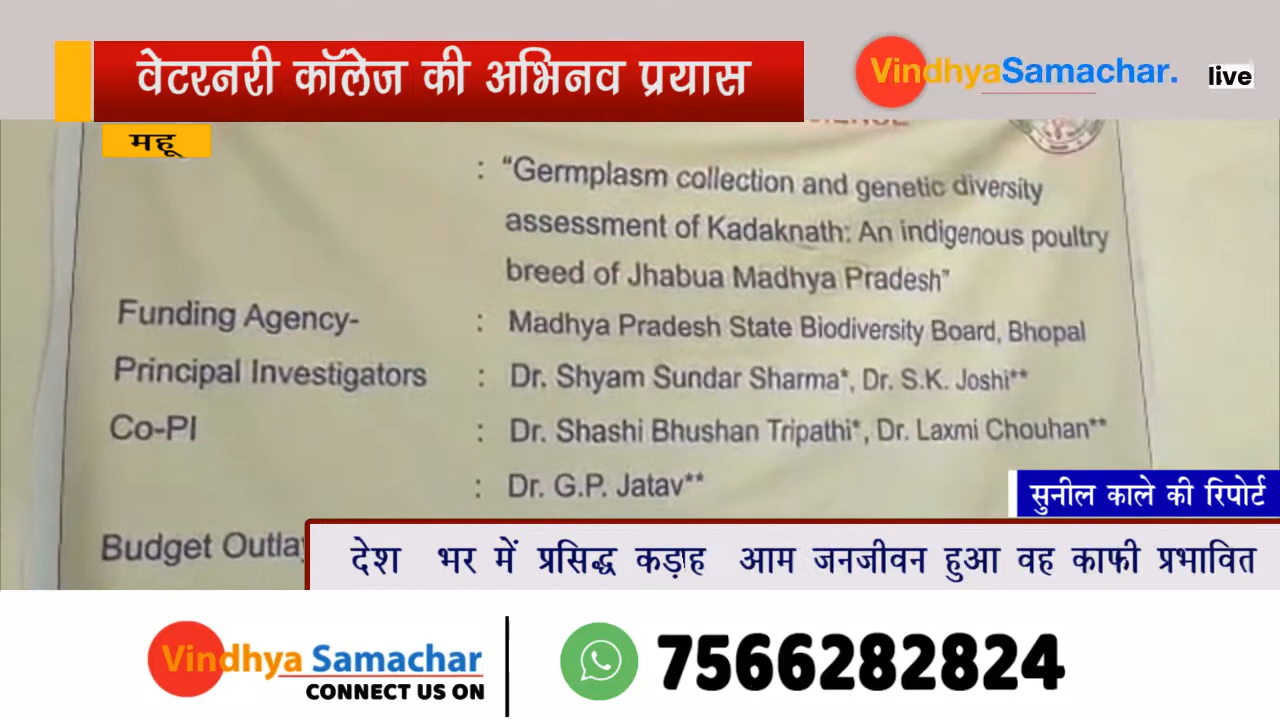 वेटरनरी कॉलेज की अभिनव प्रयास
VindhyaSamachar.
live
महू
: “Germplasm collection and genetic diversity
assessment of Kadaknath: An indigenous poultry
breed of Jhabua Madhya Pradesh”
Funding Agency- : Madhya Pradesh State Biodiversity Board, Bhopal
Principal Investigators : Dr. Shyam Sundar Sharma*, Dr. S.K. Joshi**
Co-PI : Dr. Shashi Bhushan Tripathi*, Dr. Laxmi Chouhan**
: Dr. G.P. Jatav**
सुनील काले की रिपोर्ट
Budget Outlay
देश भर में प्रसिद्ध कड़ाह आम जनजीवन हुआ वह काफी प्रभावित
Vindhya Samachar
CONNECT US ON
7566282824